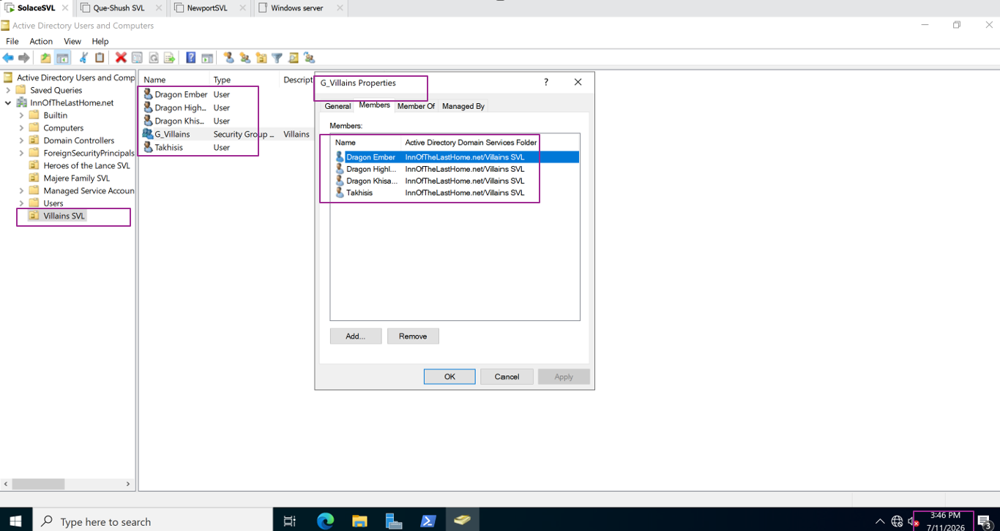 SolaceSVL
Que-Shush SVL
NewportSVL
Windows server
Active Directory Users and Computers
File Action View Help
Active Directory Users and Comp
Saved Queries
InnOfTheLastHome.net
Builtin
Computers
Domain Controllers
ForeignSecurityPrincipals
Heroes of the Lance SVL
Majere Family SVL
Managed Service Accoun
Users
Villains SVL
Name Type Descript
Dragon Ember User
Dragon High... User
Dragon Khis... User
G_Villains Security Group ... Villains
Takhisis User
G_Villains Properties
?
General Members Member Of Managed By
Members:
Name Active Directory Domain Services Folder
Dragon Ember InnOfTheLastHome.net/Villains SVL
Dragon Highl... InnOfTheLastHome.net/Villains SVL
Dragon Khisa... InnOfTheLastHome.net/Villains SVL
Takhisis InnOfTheLastHome.net/Villains SVL
Add... Remove
OK Cancel Apply
Type here to search
3:46 PM
7/11/2026
3